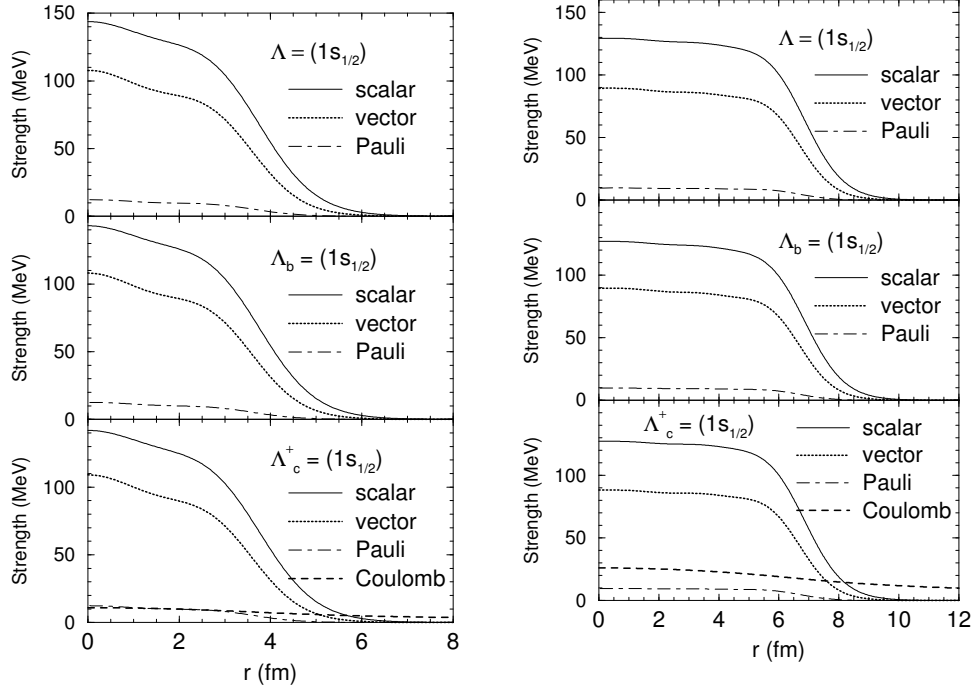 Strength (MeV)
150
100
50
0
Λ = (1s1/2)
scalar
vector
Pauli
Strength (MeV)
100
50
0
Λb = (1s1/2)
scalar
vector
Pauli
Strength (MeV)
100
50
0
Λ+c = (1s1/2)
scalar
vector
Pauli
Coulomb
0 2 4 6 8
r (fm)
Strength (MeV)
150
100
50
0
Λ = (1s1/2)
scalar
vector
Pauli
Strength (MeV)
100
50
0
Λb = (1s1/2)
scalar
vector
Pauli
Strength (MeV)
100
50
0
Λ+c = (1s1/2)
scalar
vector
Pauli
Coulomb
0 2 4 6 8 10 12
r (fm)